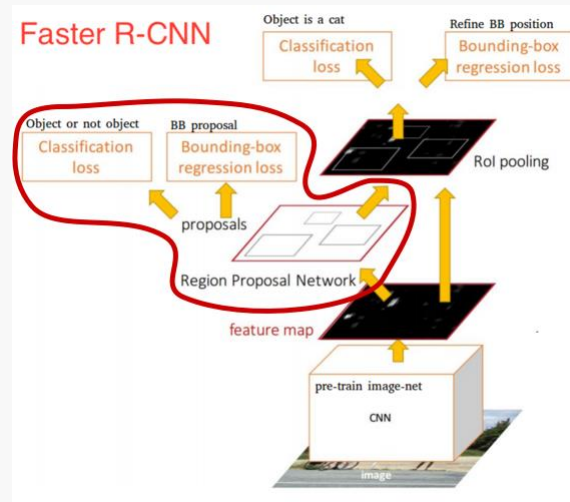 Faster R-CNN
Object is a cat
Refine BB position
Classification
loss
Bounding-box
regression loss
Object or not object
BB proposal
Classification
loss
Bounding-box
regression loss
RoI pooling
proposals
Region Proposal Network
feature map
pre-train image-net
CNN
image